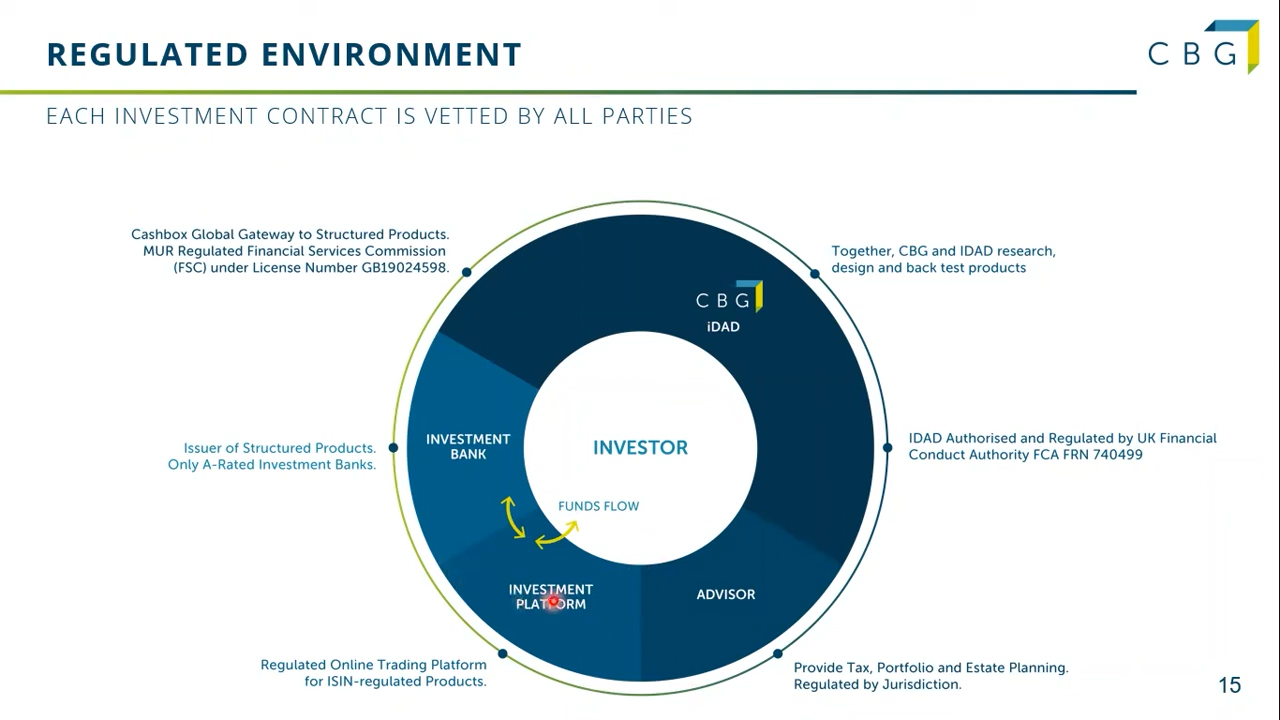 REGULATED ENVIRONMENT
CBG
EACH INVESTMENT CONTRACT IS VETTED BY ALL PARTIES
Cashbox Global Gateway to Structured Products.
MUR Regulated Financial Services Commission
(FSC) under License Number GB19024598.
Together, CBG and IDAD research,
design and back test products
CBG
iDAD
INVESTMENT
BANK
INVESTOR
Issuer of Structured Products.
Only A-Rated Investment Banks.
IDAD Authorised and Regulated by UK Financial
Conduct Authority FCA FRN 740499
FUNDS FLOW
INVESTMENT
PLATFORM
ADVISOR
Regulated Online Trading Platform
for ISIN-regulated Products.
Provide Tax, Portfolio and Estate Planning.
Regulated by Jurisdiction.
15